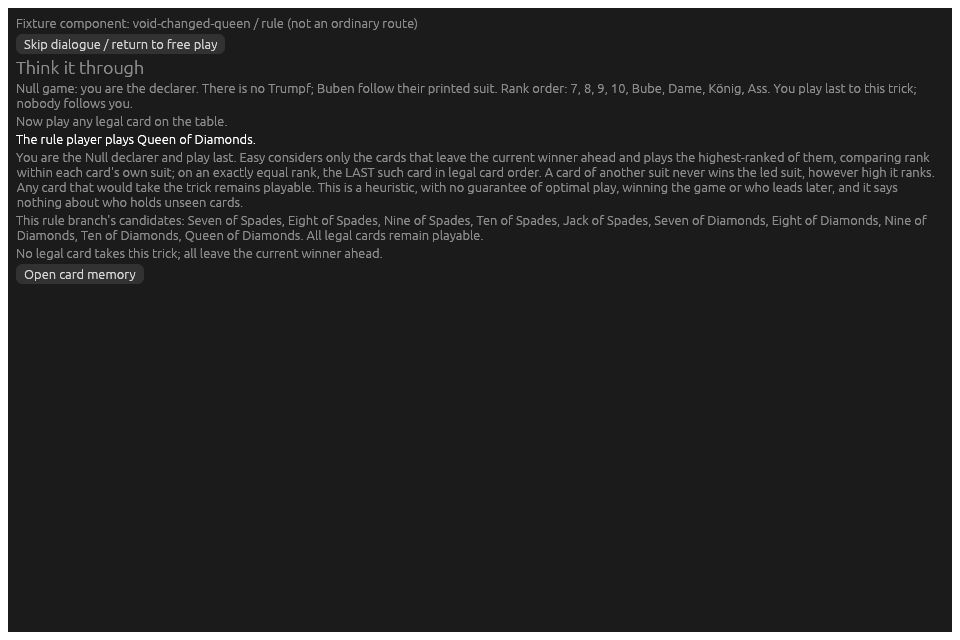 Fixture component: void-changed-queen / rule (not an ordinary route)
Skip dialogue / return to free play
Think it through
Null game: you are the declarer. There is no Trumpf; Buben follow their printed suit. Rank order: 7, 8, 9, 10, Bube, Dame, König, Ass. You play last to this trick;
nobody follows you.
Now play any legal card on the table.
The rule player plays Queen of Diamonds.
You are the Null declarer and play last. Easy considers only the cards that leave the current winner ahead and plays the highest-ranked of them, comparing rank
within each card's own suit; on an exactly equal rank, the LAST such card in legal card order. A card of another suit never wins the led suit, however high it ranks.
Any card that would take the trick remains playable. This is a heuristic, with no guarantee of optimal play, winning the game or who leads later, and it says
nothing about who holds unseen cards.
This rule branch's candidates: Seven of Spades, Eight of Spades, Nine of Spades, Ten of Spades, Jack of Spades, Seven of Diamonds, Eight of Diamonds, Nine of
Diamonds, Ten of Diamonds, Queen of Diamonds. All legal cards remain playable.
No legal card takes this trick; all leave the current winner ahead.
Open card memory